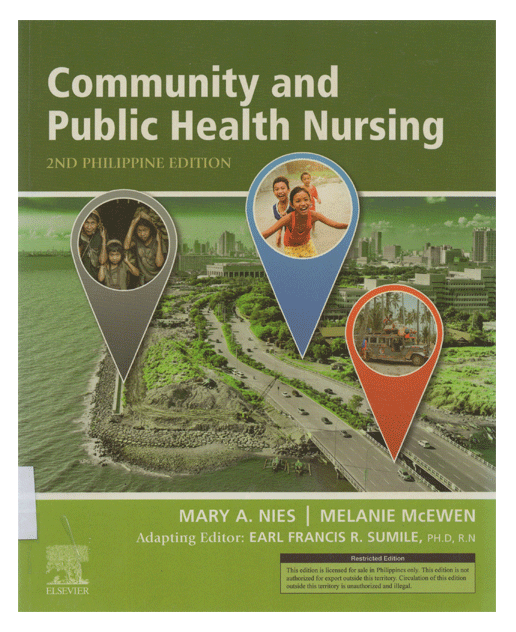 Community and
Public Health Nursing
2ND PHILIPPINE EDITION
MARY A. NIES | MELANIE McEWEN
Adapting Editor: EARL FRANCIS R. SUMILE, PH.D, R.N
Restricted Edition
This edition is licensed for sale in Philippines only. This edition is not
authorized for export outside this territory. Circulation of this edition
outside this territory is unauthorized and illegal.
ELSEVIER